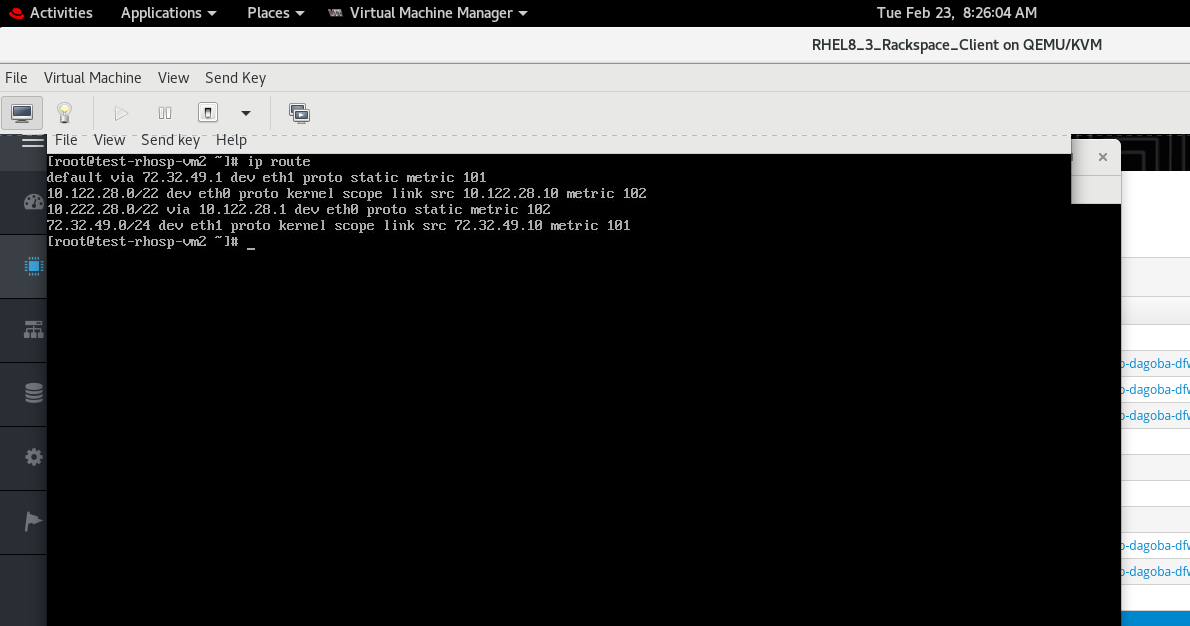 Activities Applications Places Virtual Machine Manager Tue Feb 23, 8:26:04 AM
RHEL8_3_Rackspace_Client on QEMU/KVM
File Virtual Machine View Send Key
File View Send key Help
[root@test-rhosp-vm2 ~]# ip route
default via 72.32.49.1 dev eth1 proto static metric 101
10.122.28.0/22 dev eth0 proto kernel scope link src 10.122.28.10 metric 102
10.222.28.0/22 via 10.122.28.1 dev eth0 proto static metric 102
72.32.49.0/24 dev eth1 proto kernel scope link src 72.32.49.10 metric 101
[root@test-rhosp-vm2 ~]# _
-dagoba-dfw
-dagoba-dfw
-dagoba-dfw
-dagoba-dfw
-dagoba-dfw